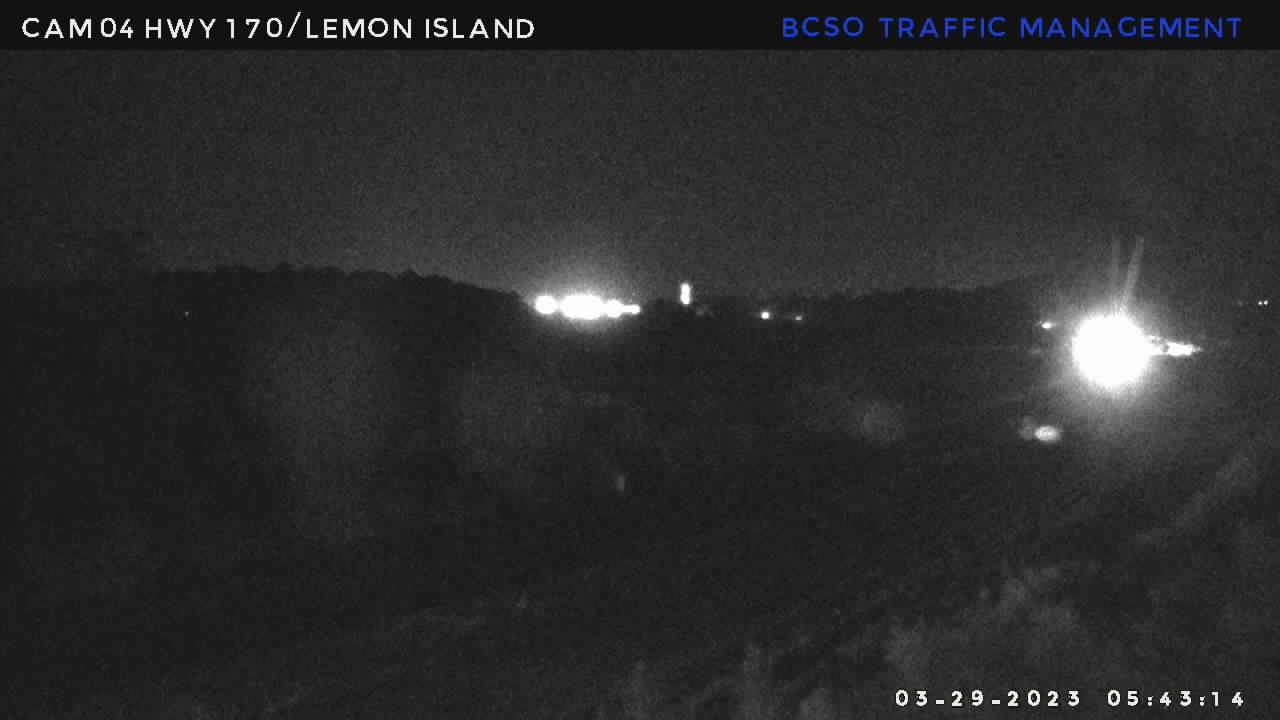 CAM04 HWY 170/LEMON ISLAND
BCSO TRAFFIC MANAGEMENT
03-29-2023 05:43:14